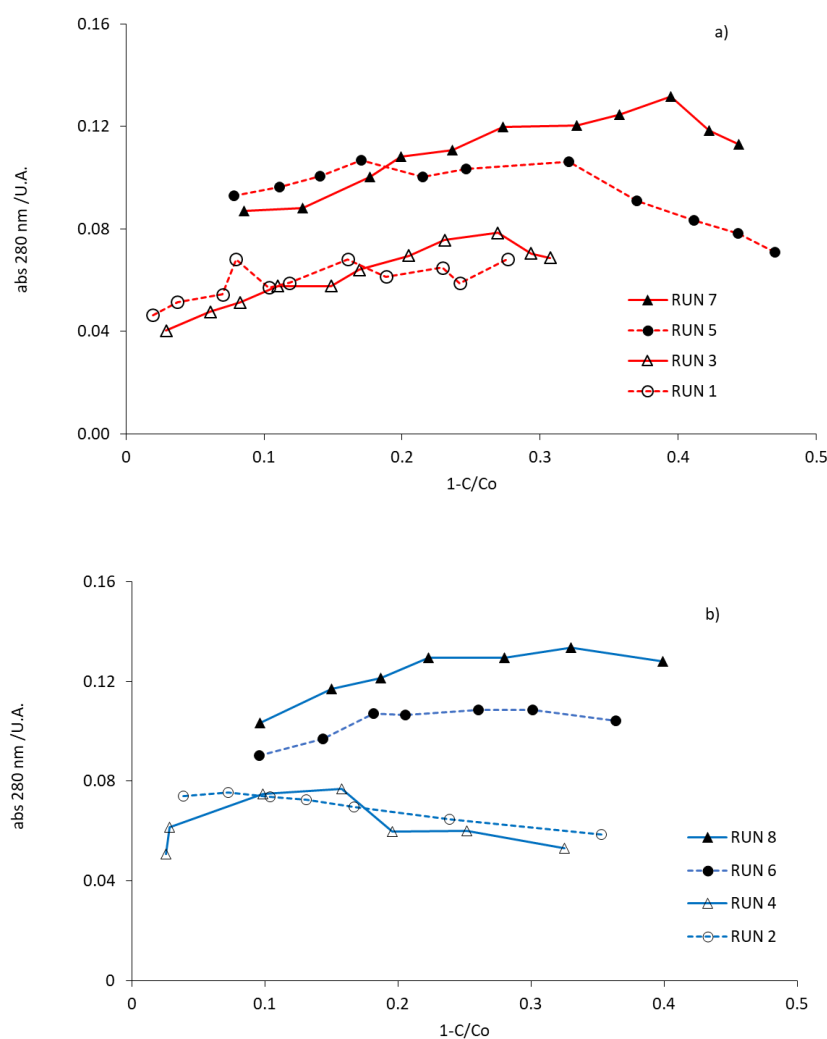 a)
0.16
0.12
0.08
0.04
0.00
abs 280 nm /U.A.
0 0.1 0.2 0.3 0.4 0.5
1-C/Co
RUN 7
RUN 5
RUN 3
RUN 1
b)
0.16
0.12
0.08
0.04
0
abs 280 nm /U.A.
0 0.1 0.2 0.3 0.4 0.5
1-C/Co
RUN 8
RUN 6
RUN 4
RUN 2